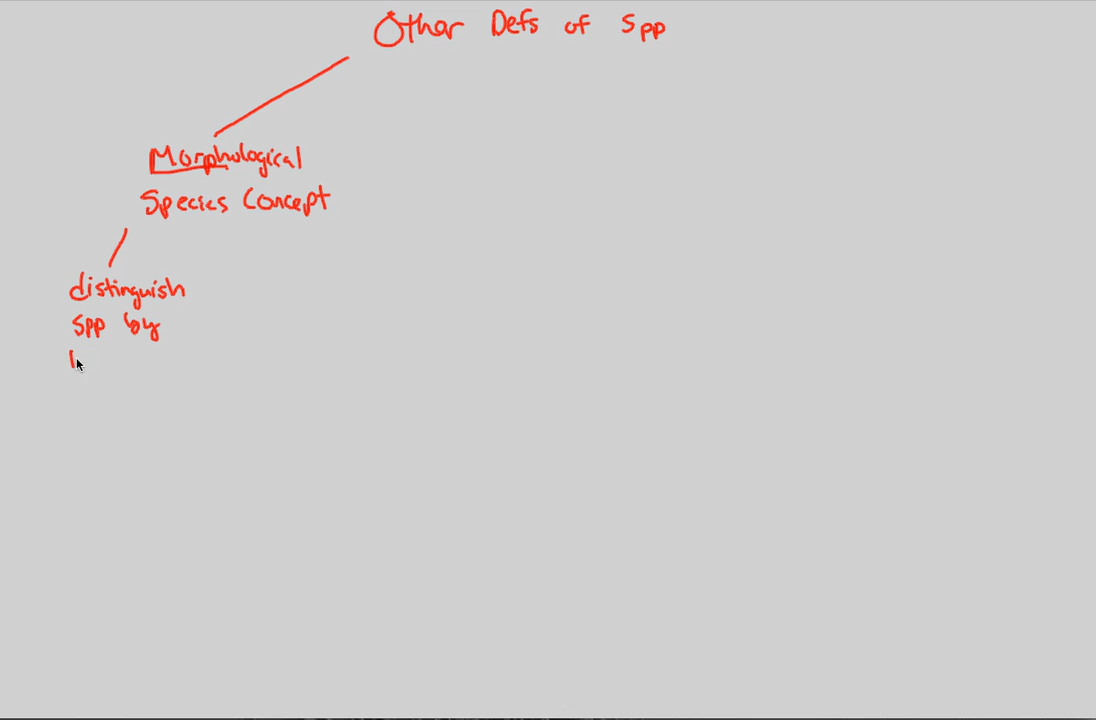 Other Defs of Spp
Morphological
Species Concept
distinguish
Spp by